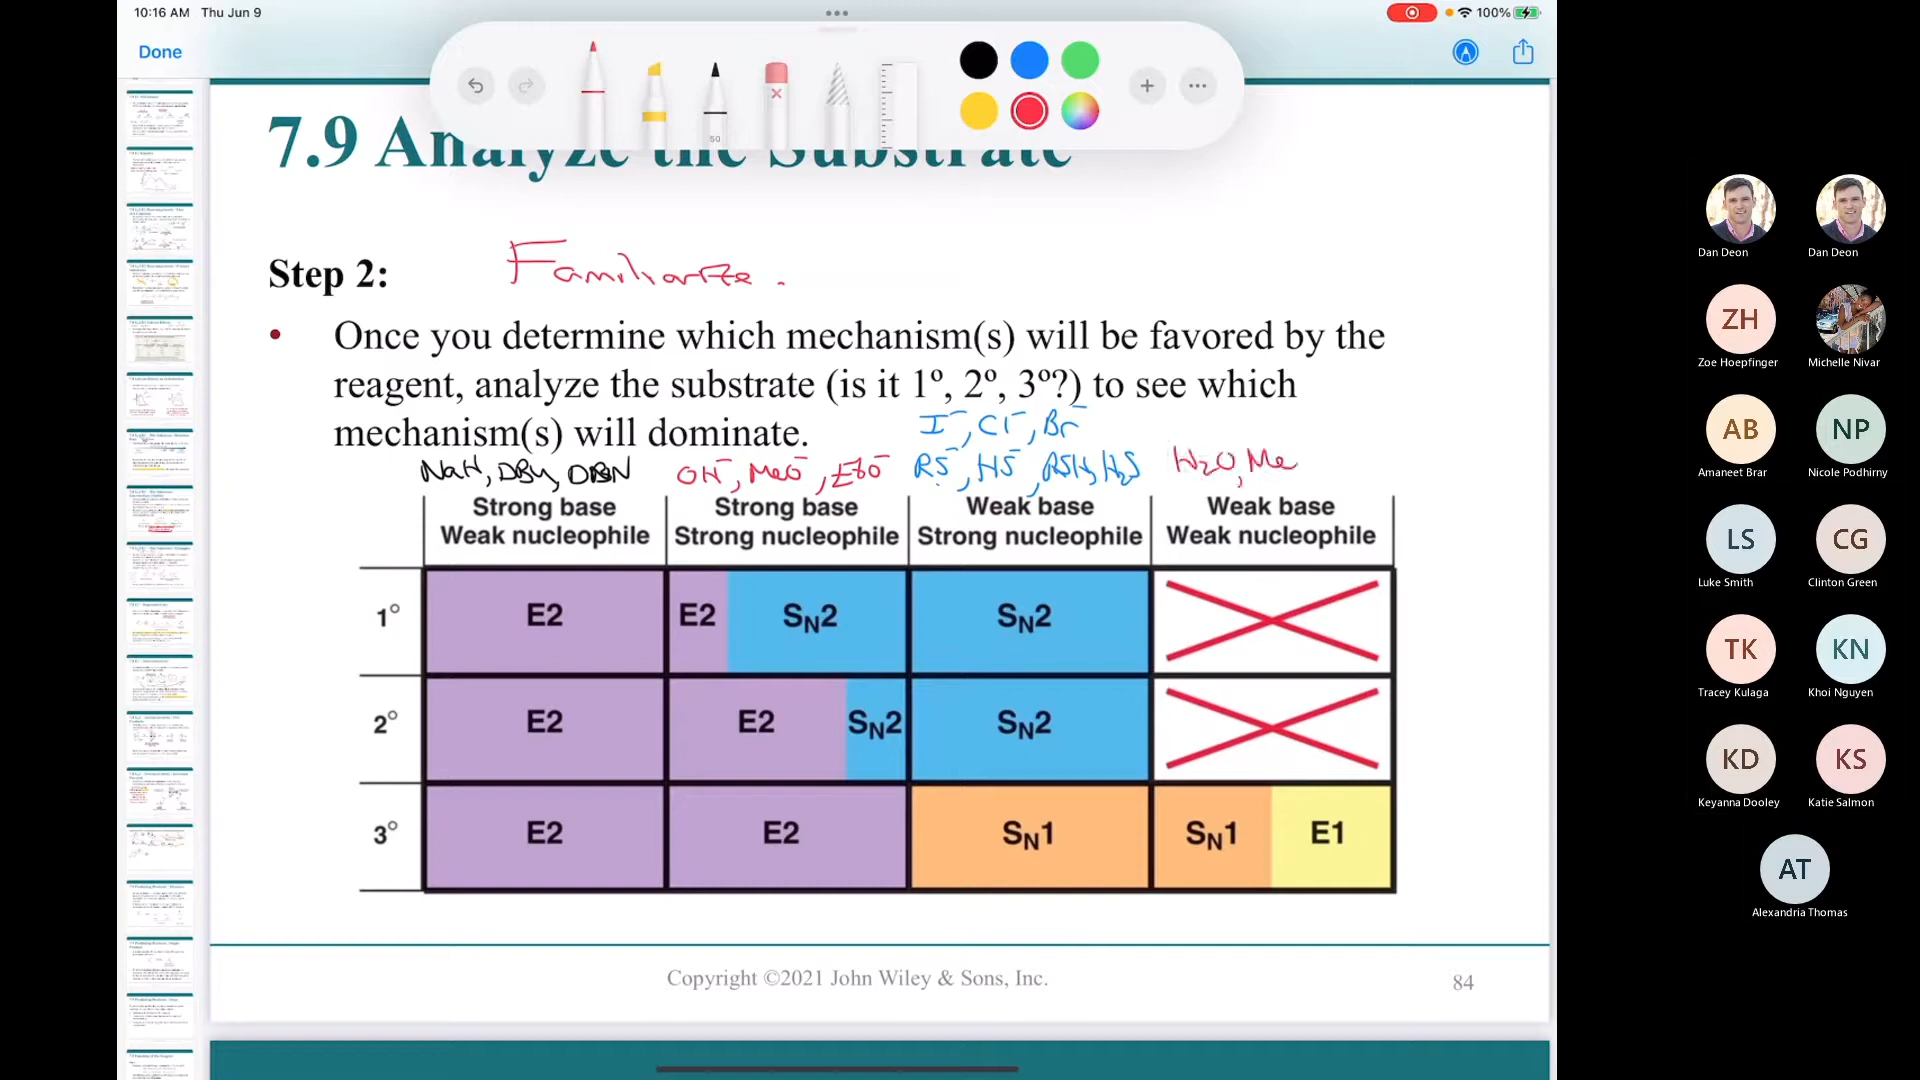 10:16 AM Thu Jun 9
100%
Done
50
7.9 Analyze the Substrate
Step 2:
Familiarize.
• Once you determine which mechanism(s) will be favored by the
reagent, analyze the substrate (is it 1º, 2º, 3º?) to see which
mechanism(s) will dominate.
I⁻, Cl⁻, Br⁻
NaH, DBU, DBN
OH⁻, MeO⁻, EtO⁻
RS⁻, HS⁻, RSH, H2S
H2O, Me
Strong base
Weak nucleophile
Strong base
Strong nucleophile
Weak base
Strong nucleophile
Weak base
Weak nucleophile
1° E2 E2 SN2 SN2
2° E2 E2 SN2 SN2
3° E2 E2 SN1 SN1 E1
Copyright ©2021 John Wiley & Sons, Inc.
84
Dan Deon
Dan Deon
ZH
Zoe Hoepfinger
Michelle Nivar
AB
Amaneet Brar
NP
Nicole Podhirny
LS
Luke Smith
CG
Clinton Green
TK
Tracey Kulaga
KN
Khoi Nguyen
KD
Keyanna Dooley
KS
Katie Salmon
AT
Alexandria Thomas